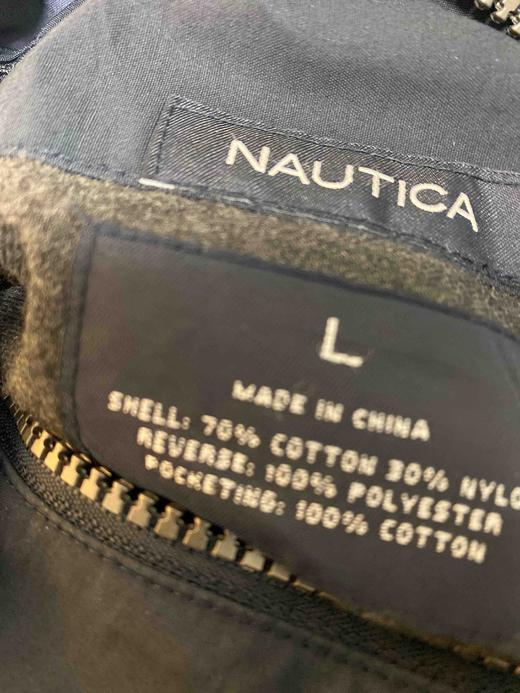 NAUTICA
L
MADE IN CHINA
SHELL: 70% COTTON 30% NYLO
REVERSE: 100% POLYESTER
POCKETING: 100% COTTON